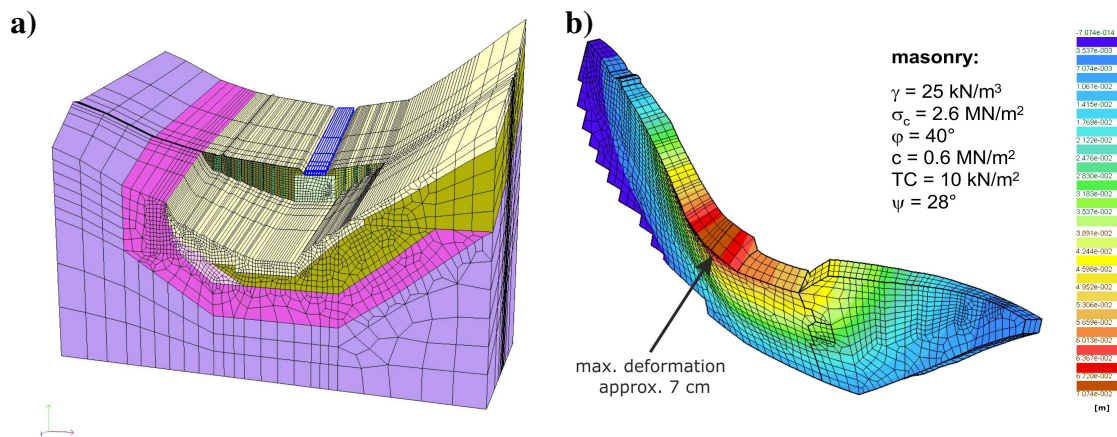 a)
b)
masonry:
γ = 25 kN/m³
σc = 2.6 MN/m²
φ = 40°
c = 0.6 MN/m²
TC = 10 kN/m²
ψ = 28°
max. deformation
approx. 7 cm
-7.074e-014
3.537e-003
7.074e-003
1.061e-002
1.415e-002
1.769e-002
2.122e-002
2.476e-002
2.830e-002
3.183e-002
3.537e-002
3.891e-002
4.244e-002
4.598e-002
4.952e-002
5.306e-002
5.659e-002
6.013e-002
6.367e-002
6.720e-002
7.074e-002
[m]